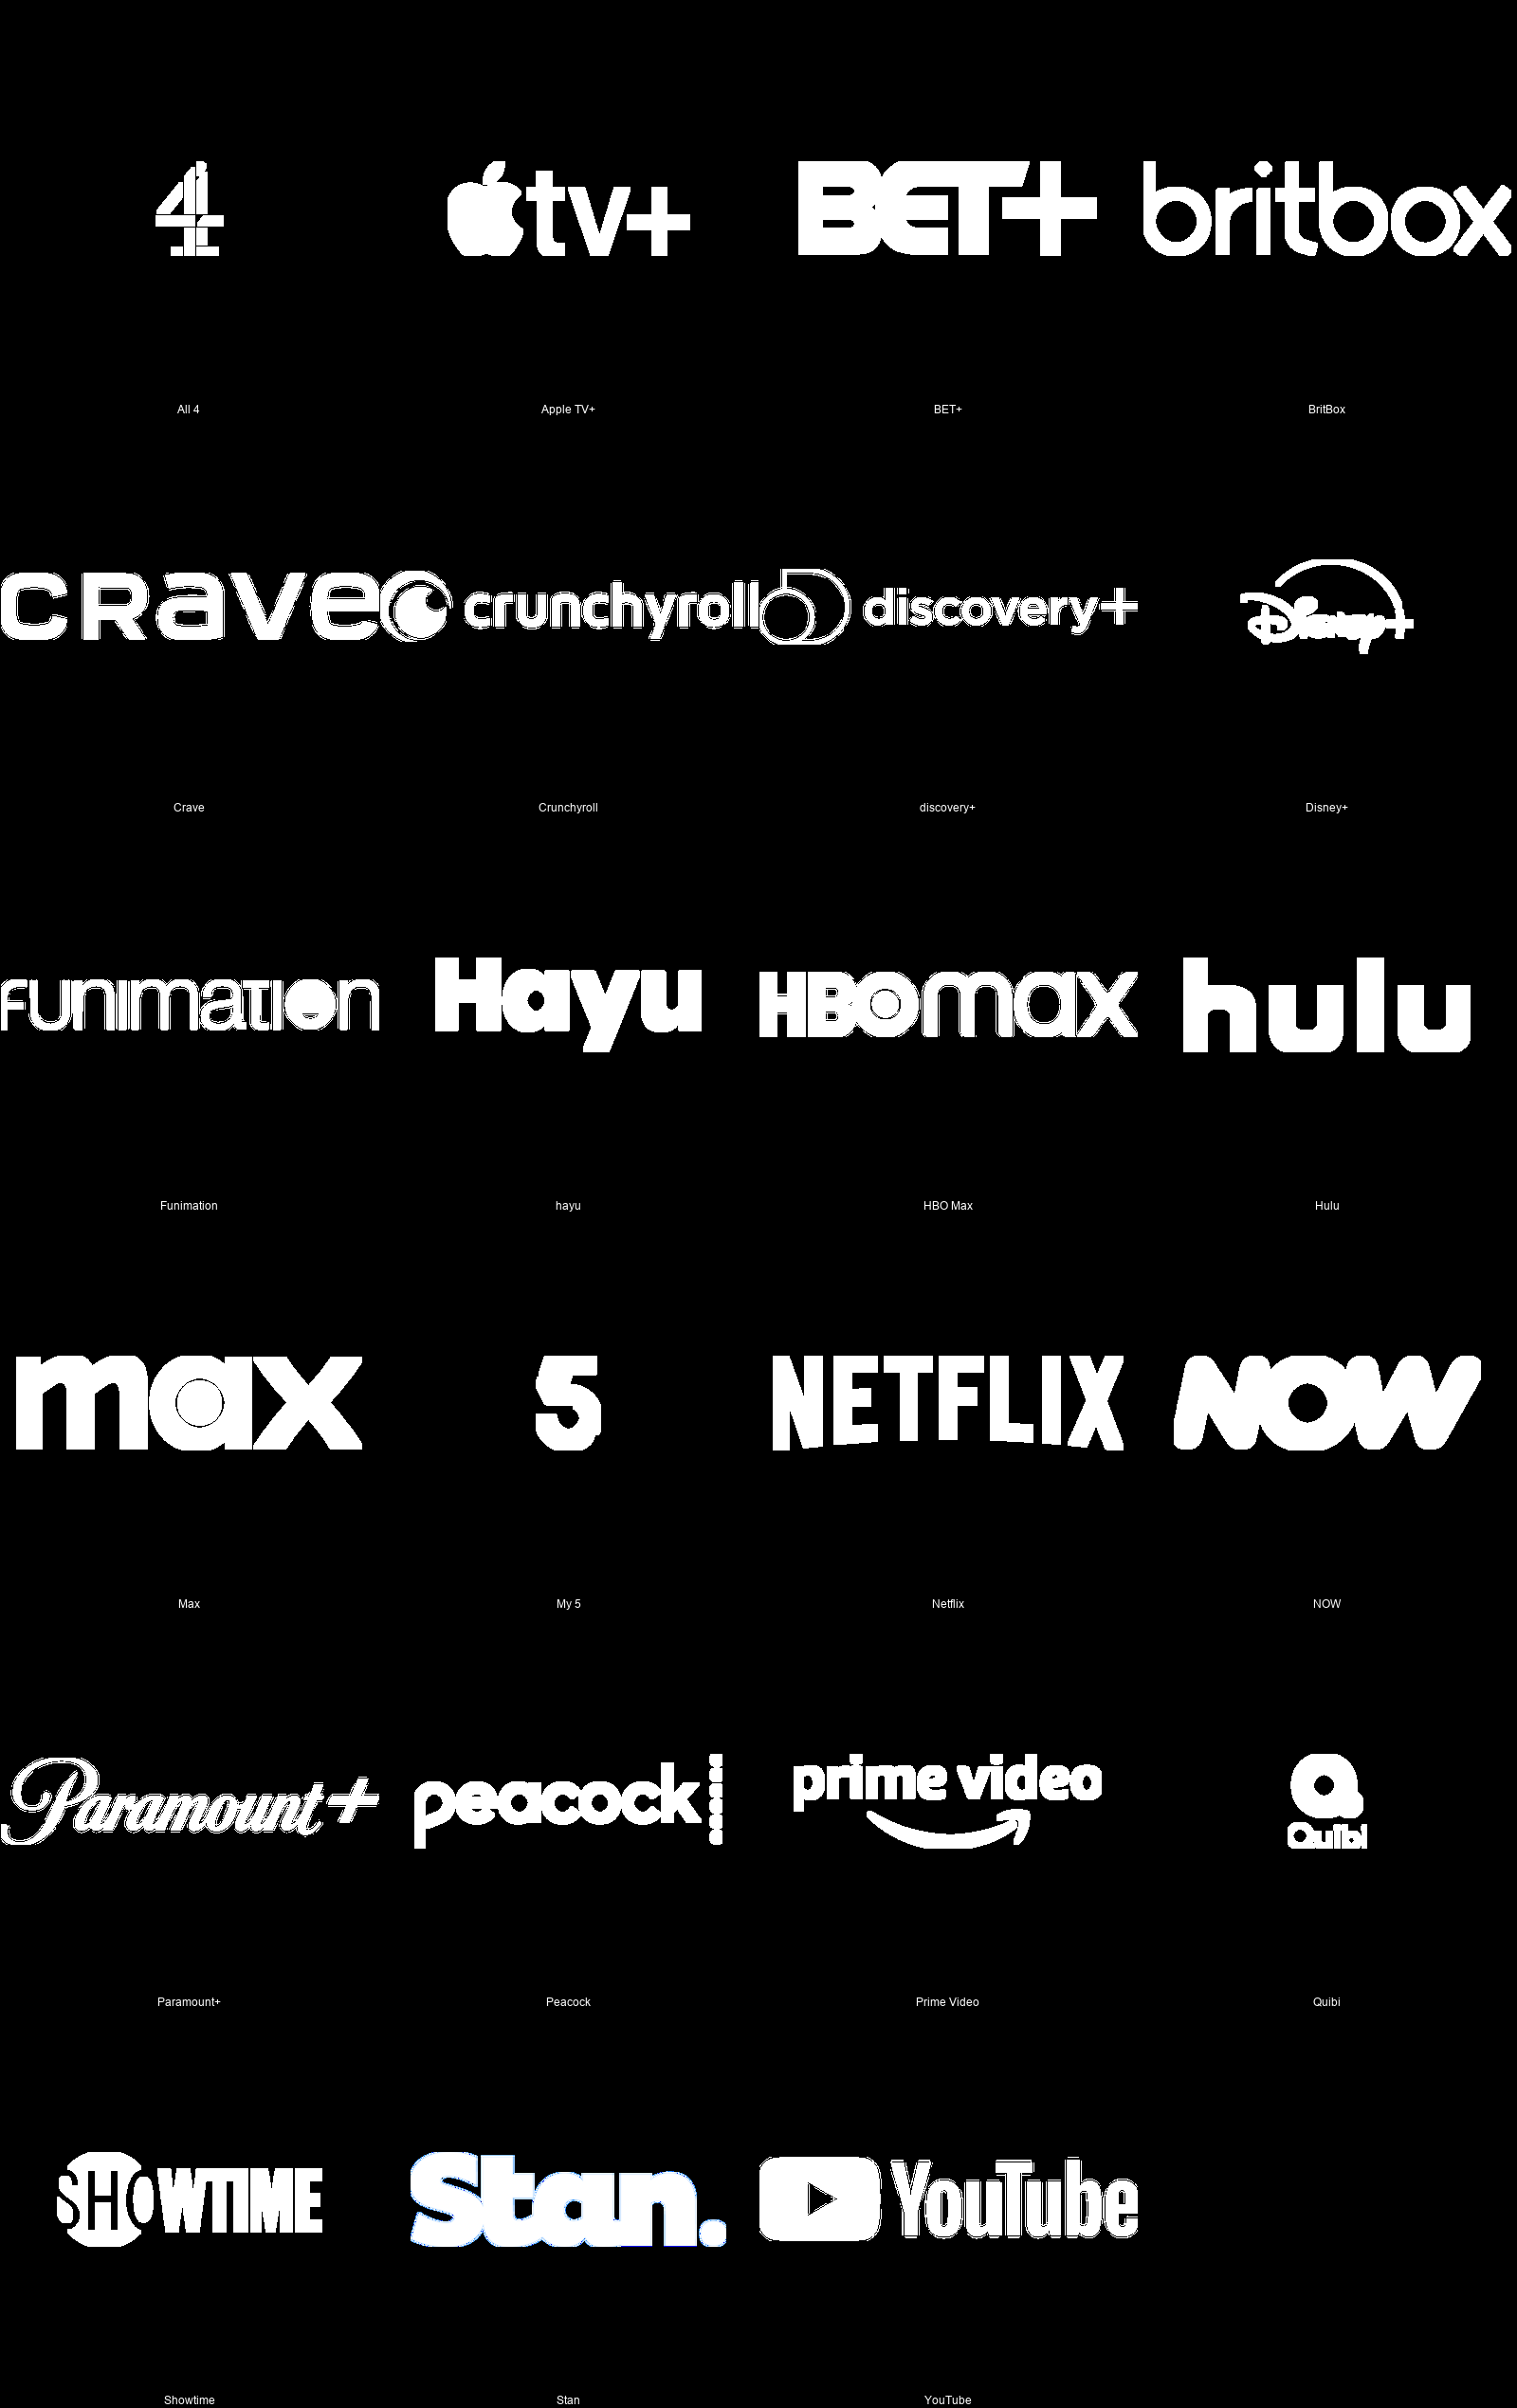 4 tv+ BET+ britbox
All 4 Apple TV+ BET+ BritBox
crave crunchyroll discovery+ Disney+
Crave Crunchyroll discovery+ Disney+
Funimation Hayu HBOmax hulu
Funimation hayu HBO Max Hulu
max 5 NETFLIX NOW
Max My 5 Netflix NOW
Paramount+ peacock prime video Quibi
Paramount+ Peacock Prime Video Quibi
SHOWTIME Stan. YouTube
Showtime Stan YouTube